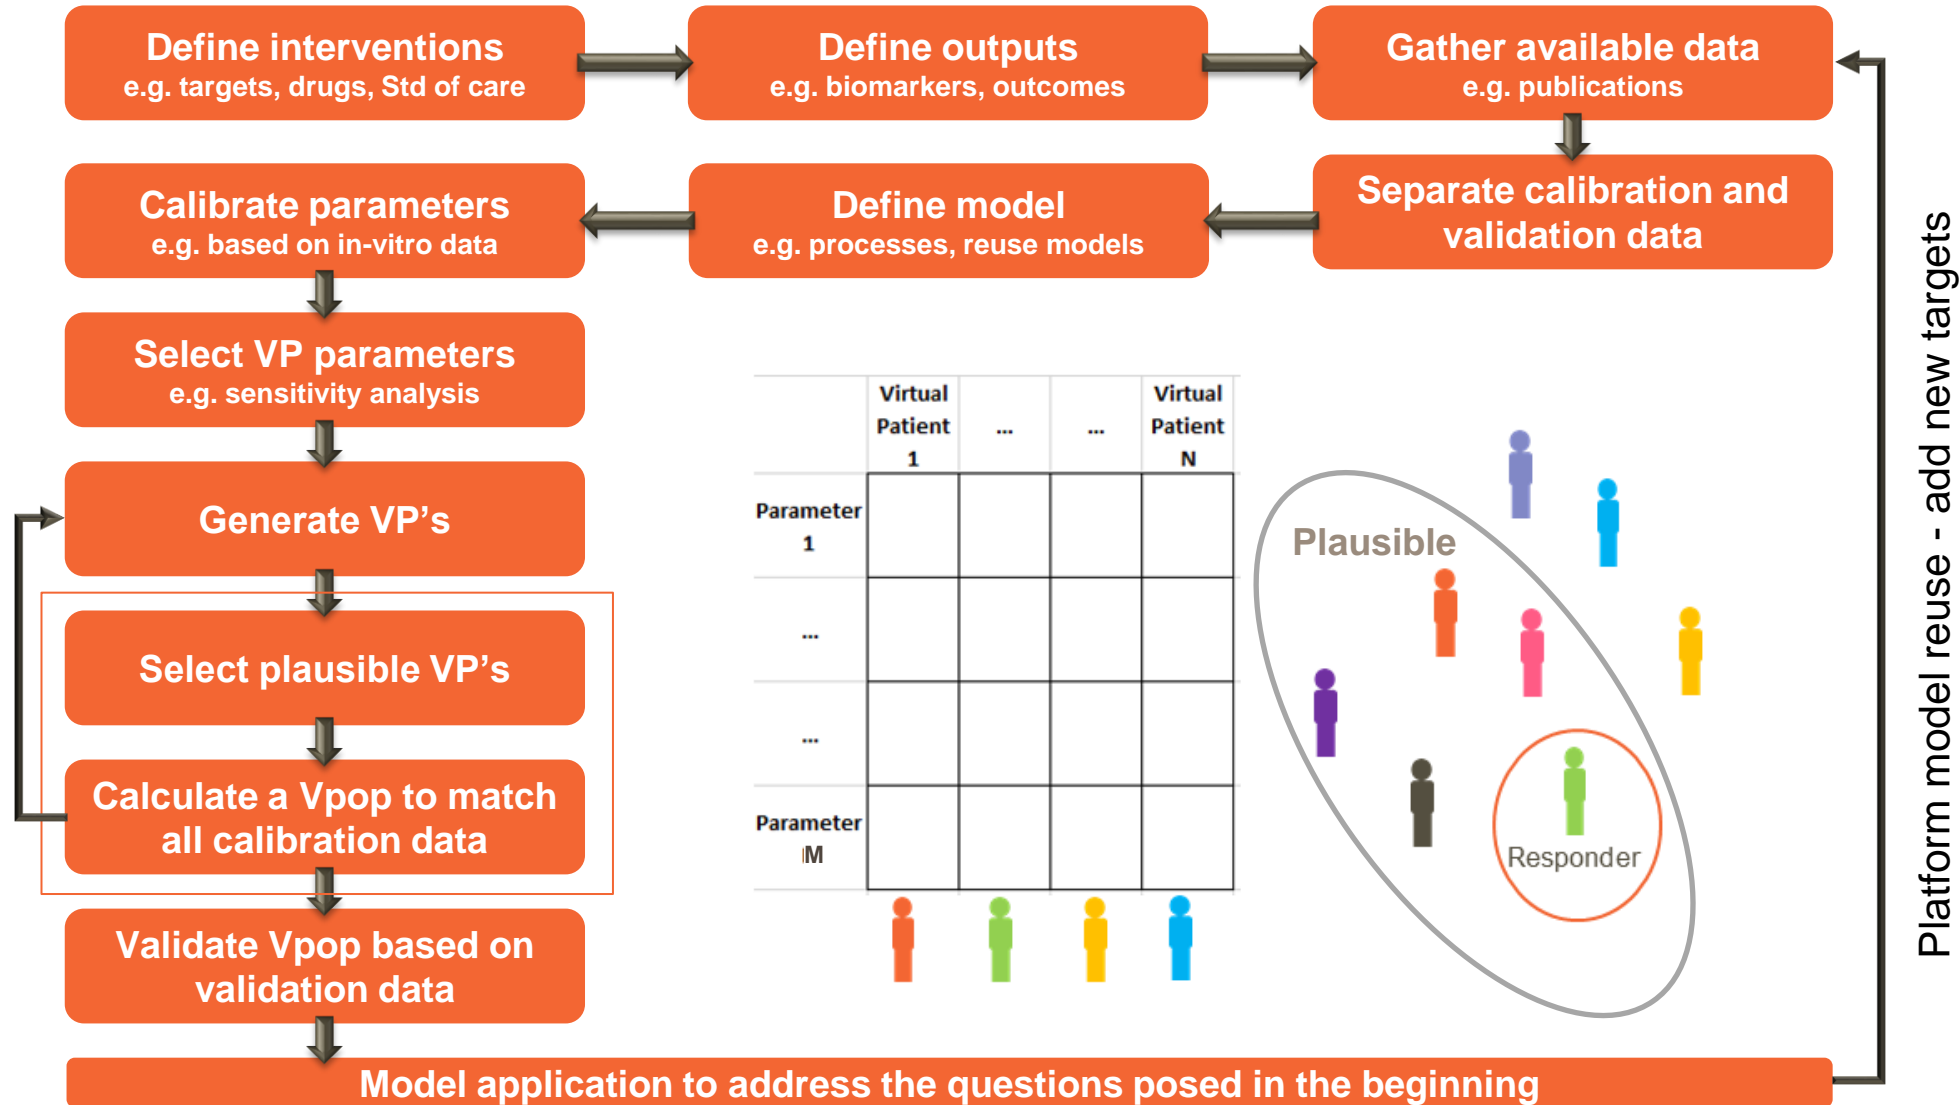 Define interventions
e.g. targets, drugs, Std of care
Define outputs
e.g. biomarkers, outcomes
Gather available data
e.g. publications
Separate calibration and
validation data
Define model
e.g. processes, reuse models
Calibrate parameters
e.g. based on in-vitro data
Select VP parameters
e.g. sensitivity analysis
Generate VP's
Select plausible VP's
Calculate a Vpop to match
all calibration data
Validate Vpop based on
validation data
Model application to address the questions posed in the beginning
Virtual
Patient
1
...
...
Virtual
Patient
N
Parameter
1
...
...
Parameter
M
Plausible
Responder
Platform model reuse - add new targets